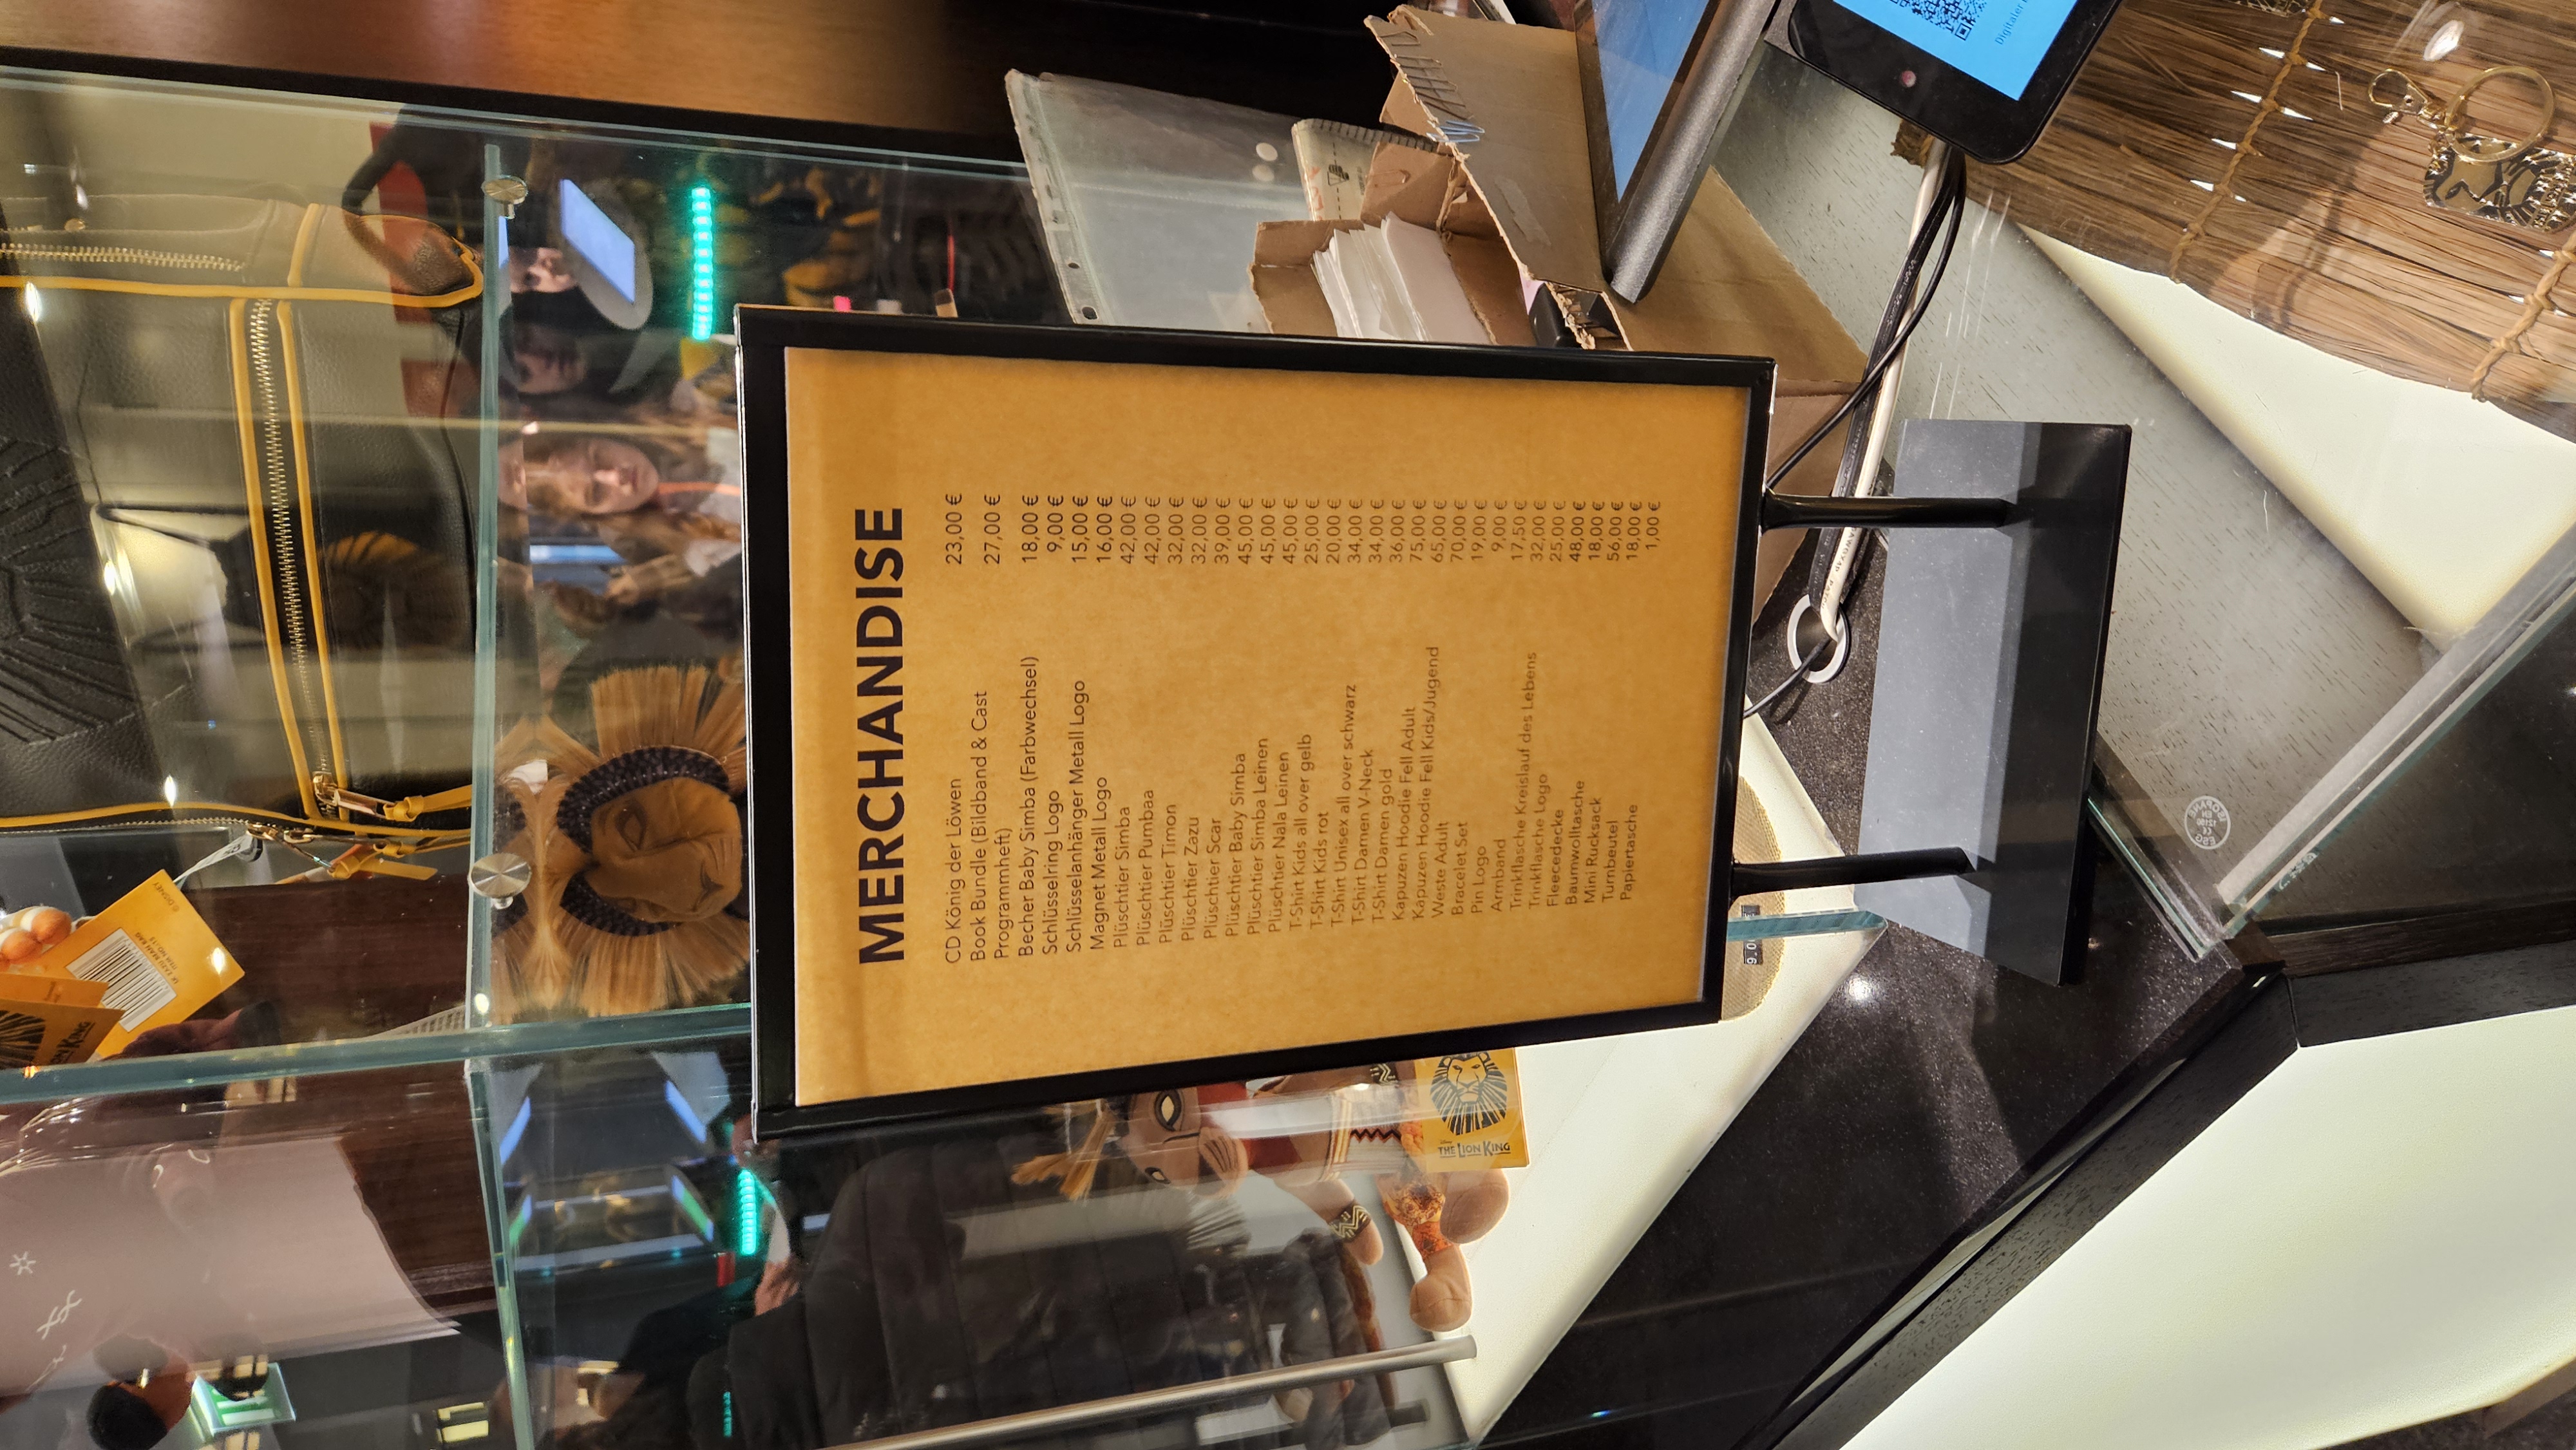 MERCHANDISE
CD König der Löwen 23,00 €
Book Bundle (Bildband & Cast
Programmheft) 27,00 €
Becher Baby Simba (Farbwechsel) 18,00 €
Schlüsselring Logo 9,00 €
Schlüsselanhänger Metall Logo 15,00 €
Magnet Metall Logo 16,00 €
Plüschtier Simba 42,00 €
Plüschtier Pumbaa 42,00 €
Plüschtier Timon 32,00 €
Plüschtier Zazu 32,00 €
Plüschtier Scar 39,00 €
Plüschtier Baby Simba 45,00 €
Plüschtier Simba Leinen 45,00 €
Plüschtier Nala Leinen 45,00 €
T-Shirt Kids all over gelb 25,00 €
T-Shirt Kids rot 20,00 €
T-Shirt Unisex all over schwarz 34,00 €
T-Shirt Damen V-Neck 34,00 €
T-Shirt Damen gold 36,00 €
Kapuzen Hoodie Fell Adult 75,00 €
Kapuzen Hoodie Fell Kids/Jugend 65,00 €
Weste Adult 70,00 €
Bracelet Set 19,00 €
Pin Logo 9,00 €
Armband 17,50 €
Trinkflasche Kreislauf des Lebens 32,00 €
Trinkflasche Logo 25,00 €
Fleecedecke 48,00 €
Baumwolltasche 18,00 €
Mini Rucksack 56,00 €
Turnbeutel 18,00 €
Papiertasche 1,00 €
THE LION KING
Digitaler
© DISNEY